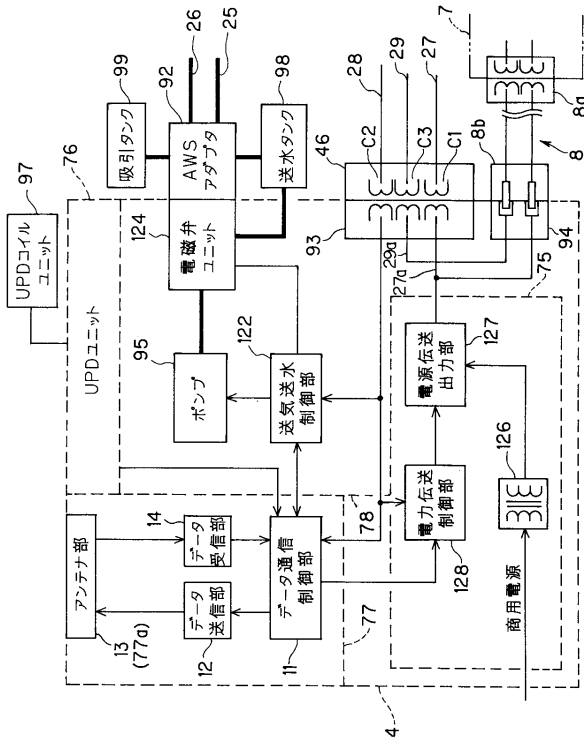 97
UPDコイル
ユニット
76
UPDユニット
99
吸引タンク
92
AWS
アダプタ
26
25
98
送水タンク
124
電磁弁
ユニット
95
ポンプ
122
送気送水
制御部
46
28
29
27
C2
C3
C1
93
29a
27a
7
8a
8b
8
94
75
127
電源伝送
出力部
126
128
電力伝送
制御部
商用電源
78
77
14
データ
受信部
データ通信
制御部
11
データ
送信部
12
アンテナ部
13
(77a)
4